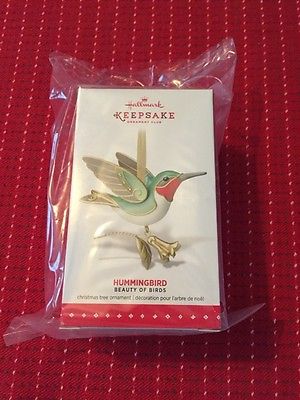 Hallmark
KEEPSAKE
ORNAMENT CLUB
HUMMINGBIRD
BEAUTY OF BIRDS
christmas tree ornament | décoration pour l'arbre de noël